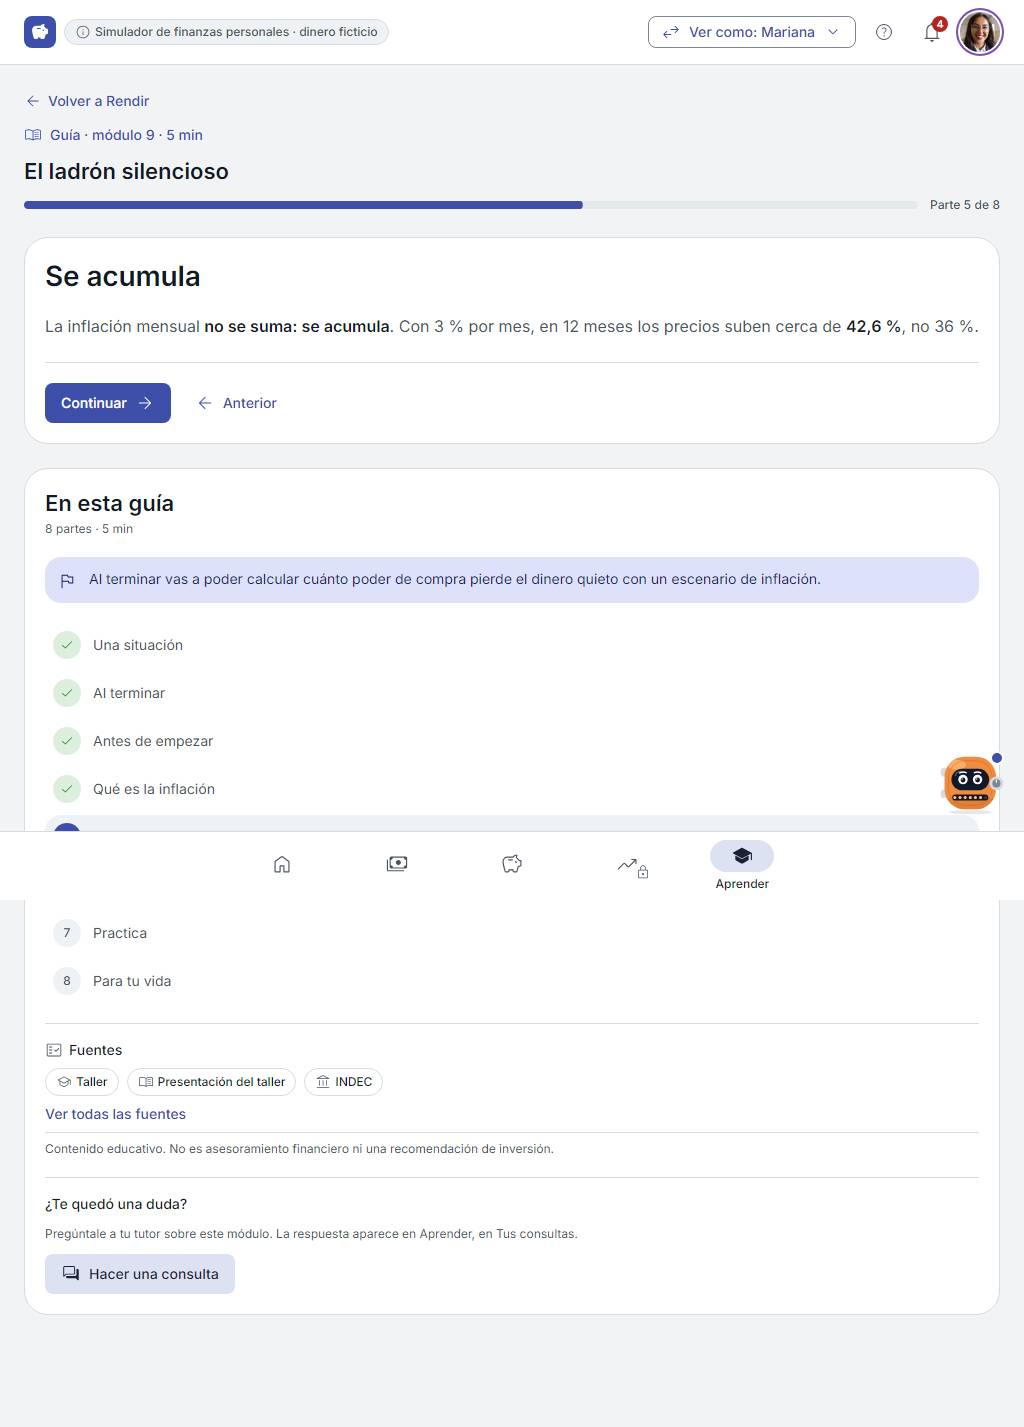 Simulador de finanzas personales · dinero ficticio
Ver como: Mariana
4
Volver a Rendir
Guía · módulo 9 · 5 min
El ladrón silencioso
Parte 5 de 8
Se acumula
La inflación mensual no se suma: se acumula. Con 3 % por mes, en 12 meses los precios suben cerca de 42,6 %, no 36 %.
Continuar
Anterior
En esta guía
8 partes · 5 min
Al terminar vas a poder calcular cuánto poder de compra pierde el dinero quieto con un escenario de inflación.
Una situación
Al terminar
Antes de empezar
Qué es la inflación
Aprender
7 Practica
8 Para tu vida
Fuentes
Taller
Presentación del taller
INDEC
Ver todas las fuentes
Contenido educativo. No es asesoramiento financiero ni una recomendación de inversión.
¿Te quedó una duda?
Pregúntale a tu tutor sobre este módulo. La respuesta aparece en Aprender, en Tus consultas.
Hacer una consulta